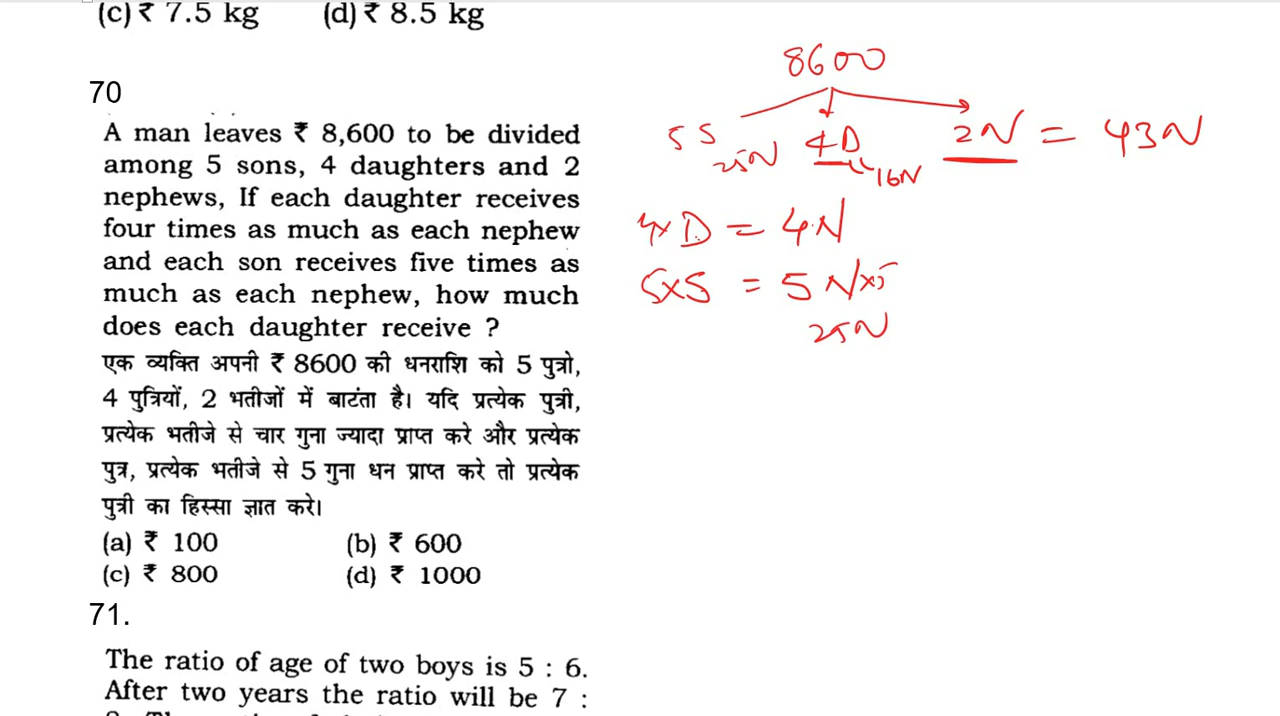 (c) ₹ 7.5 kg (d) ₹ 8.5 kg
70
A man leaves ₹ 8,600 to be divided
among 5 sons, 4 daughters and 2
nephews, If each daughter receives
four times as much as each nephew
and each son receives five times as
much as each nephew, how much
does each daughter receive ?
एक व्यक्ति अपनी ₹ 8600 की धनराशि को 5 पुत्रो,
4 पुत्रियों, 2 भतीजों में बाटंता है। यदि प्रत्येक पुत्री,
प्रत्येक भतीजे से चार गुना ज्यादा प्राप्त करे और प्रत्येक
पुत्र, प्रत्येक भतीजे से 5 गुना धन प्राप्त करे तो प्रत्येक
पुत्री का हिस्सा ज्ञात करे।
(a) ₹ 100 (b) ₹ 600
(c) ₹ 800 (d) ₹ 1000
71.
The ratio of age of two boys is 5 : 6.
After two years the ratio will be 7 :
8600
5S 4D 2N = 43N
25N 16N
4×D = 4N
5×S = 5N×5
25N